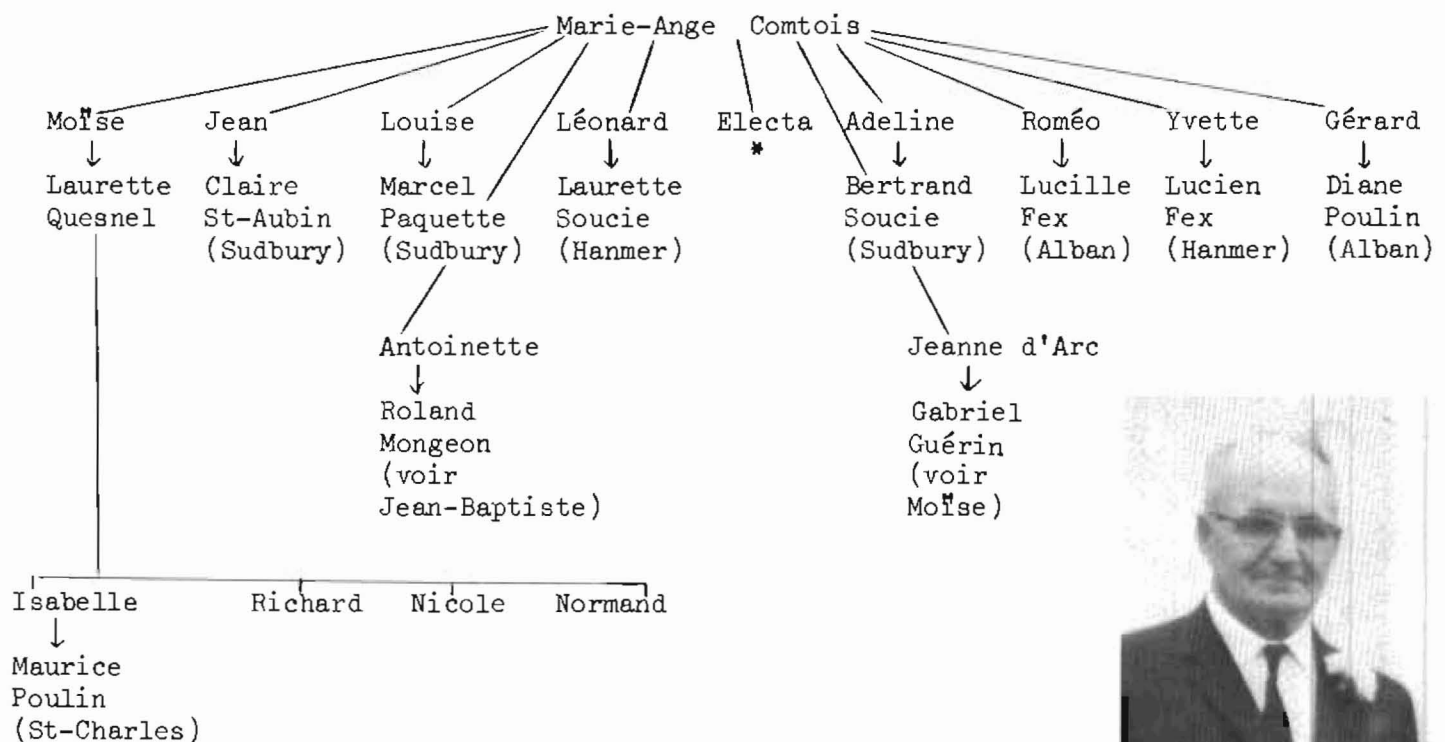 Marie-Ange Comtois
Moïse Jean Louise Léonard Electa Adeline Roméo Yvette Gérard
*
Laurette Claire Marcel Laurette Bertrand Lucille Lucien Diane
Quesnel St-Aubin Paquette Soucie Soucie Fex Fex Poulin
(Sudbury) (Sudbury) (Hanmer) (Sudbury) (Alban) (Hanmer) (Alban)
Antoinette Jeanne d'Arc
Roland Gabriel
Mongeon Guérin
(voir (voir
Jean-Baptiste) Moïse)
Isabelle Richard Nicole Normand
Maurice
Poulin
(St-Charles)